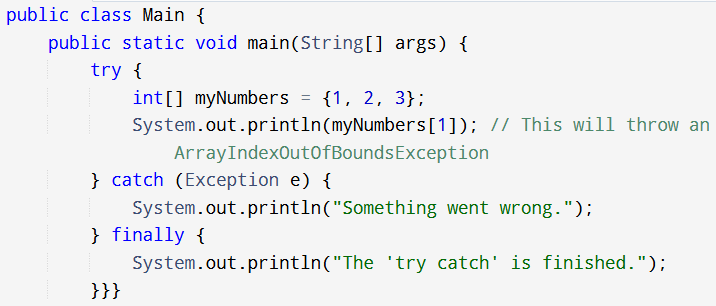 public class Main {
    public static void main(String[] args) {
        try {
            int[] myNumbers = {1, 2, 3};
            System.out.println(myNumbers[1]); // This will throw an
                ArrayIndexOutOfBoundsException
        } catch (Exception e) {
            System.out.println("Something went wrong.");
        } finally {
            System.out.println("The 'try catch' is finished.");
        }}}